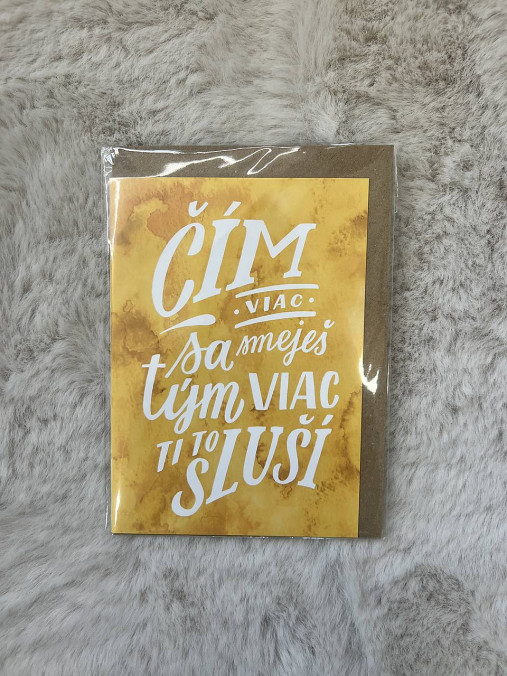 ČÍM
·VIAC·
sa smeješ
tým VIAC
TI TO
SLUŠÍ